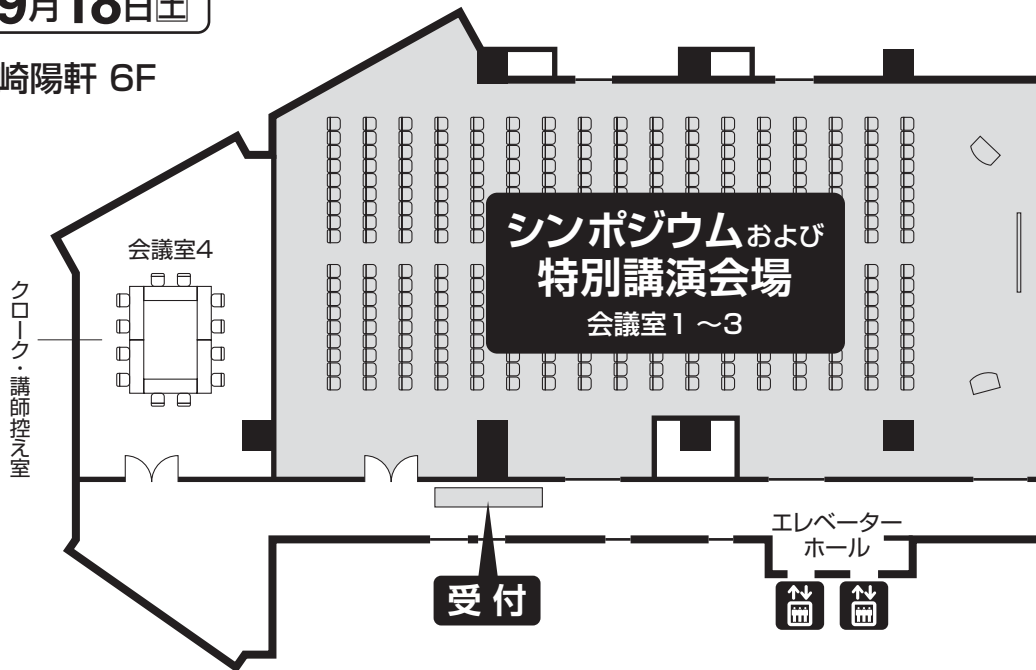 9月18日土
崎陽軒 6F
会議室4
クローク・講師控え室
シンポジウムおよび
特別講演会場
会議室1～3
エレベーター
ホール
受付